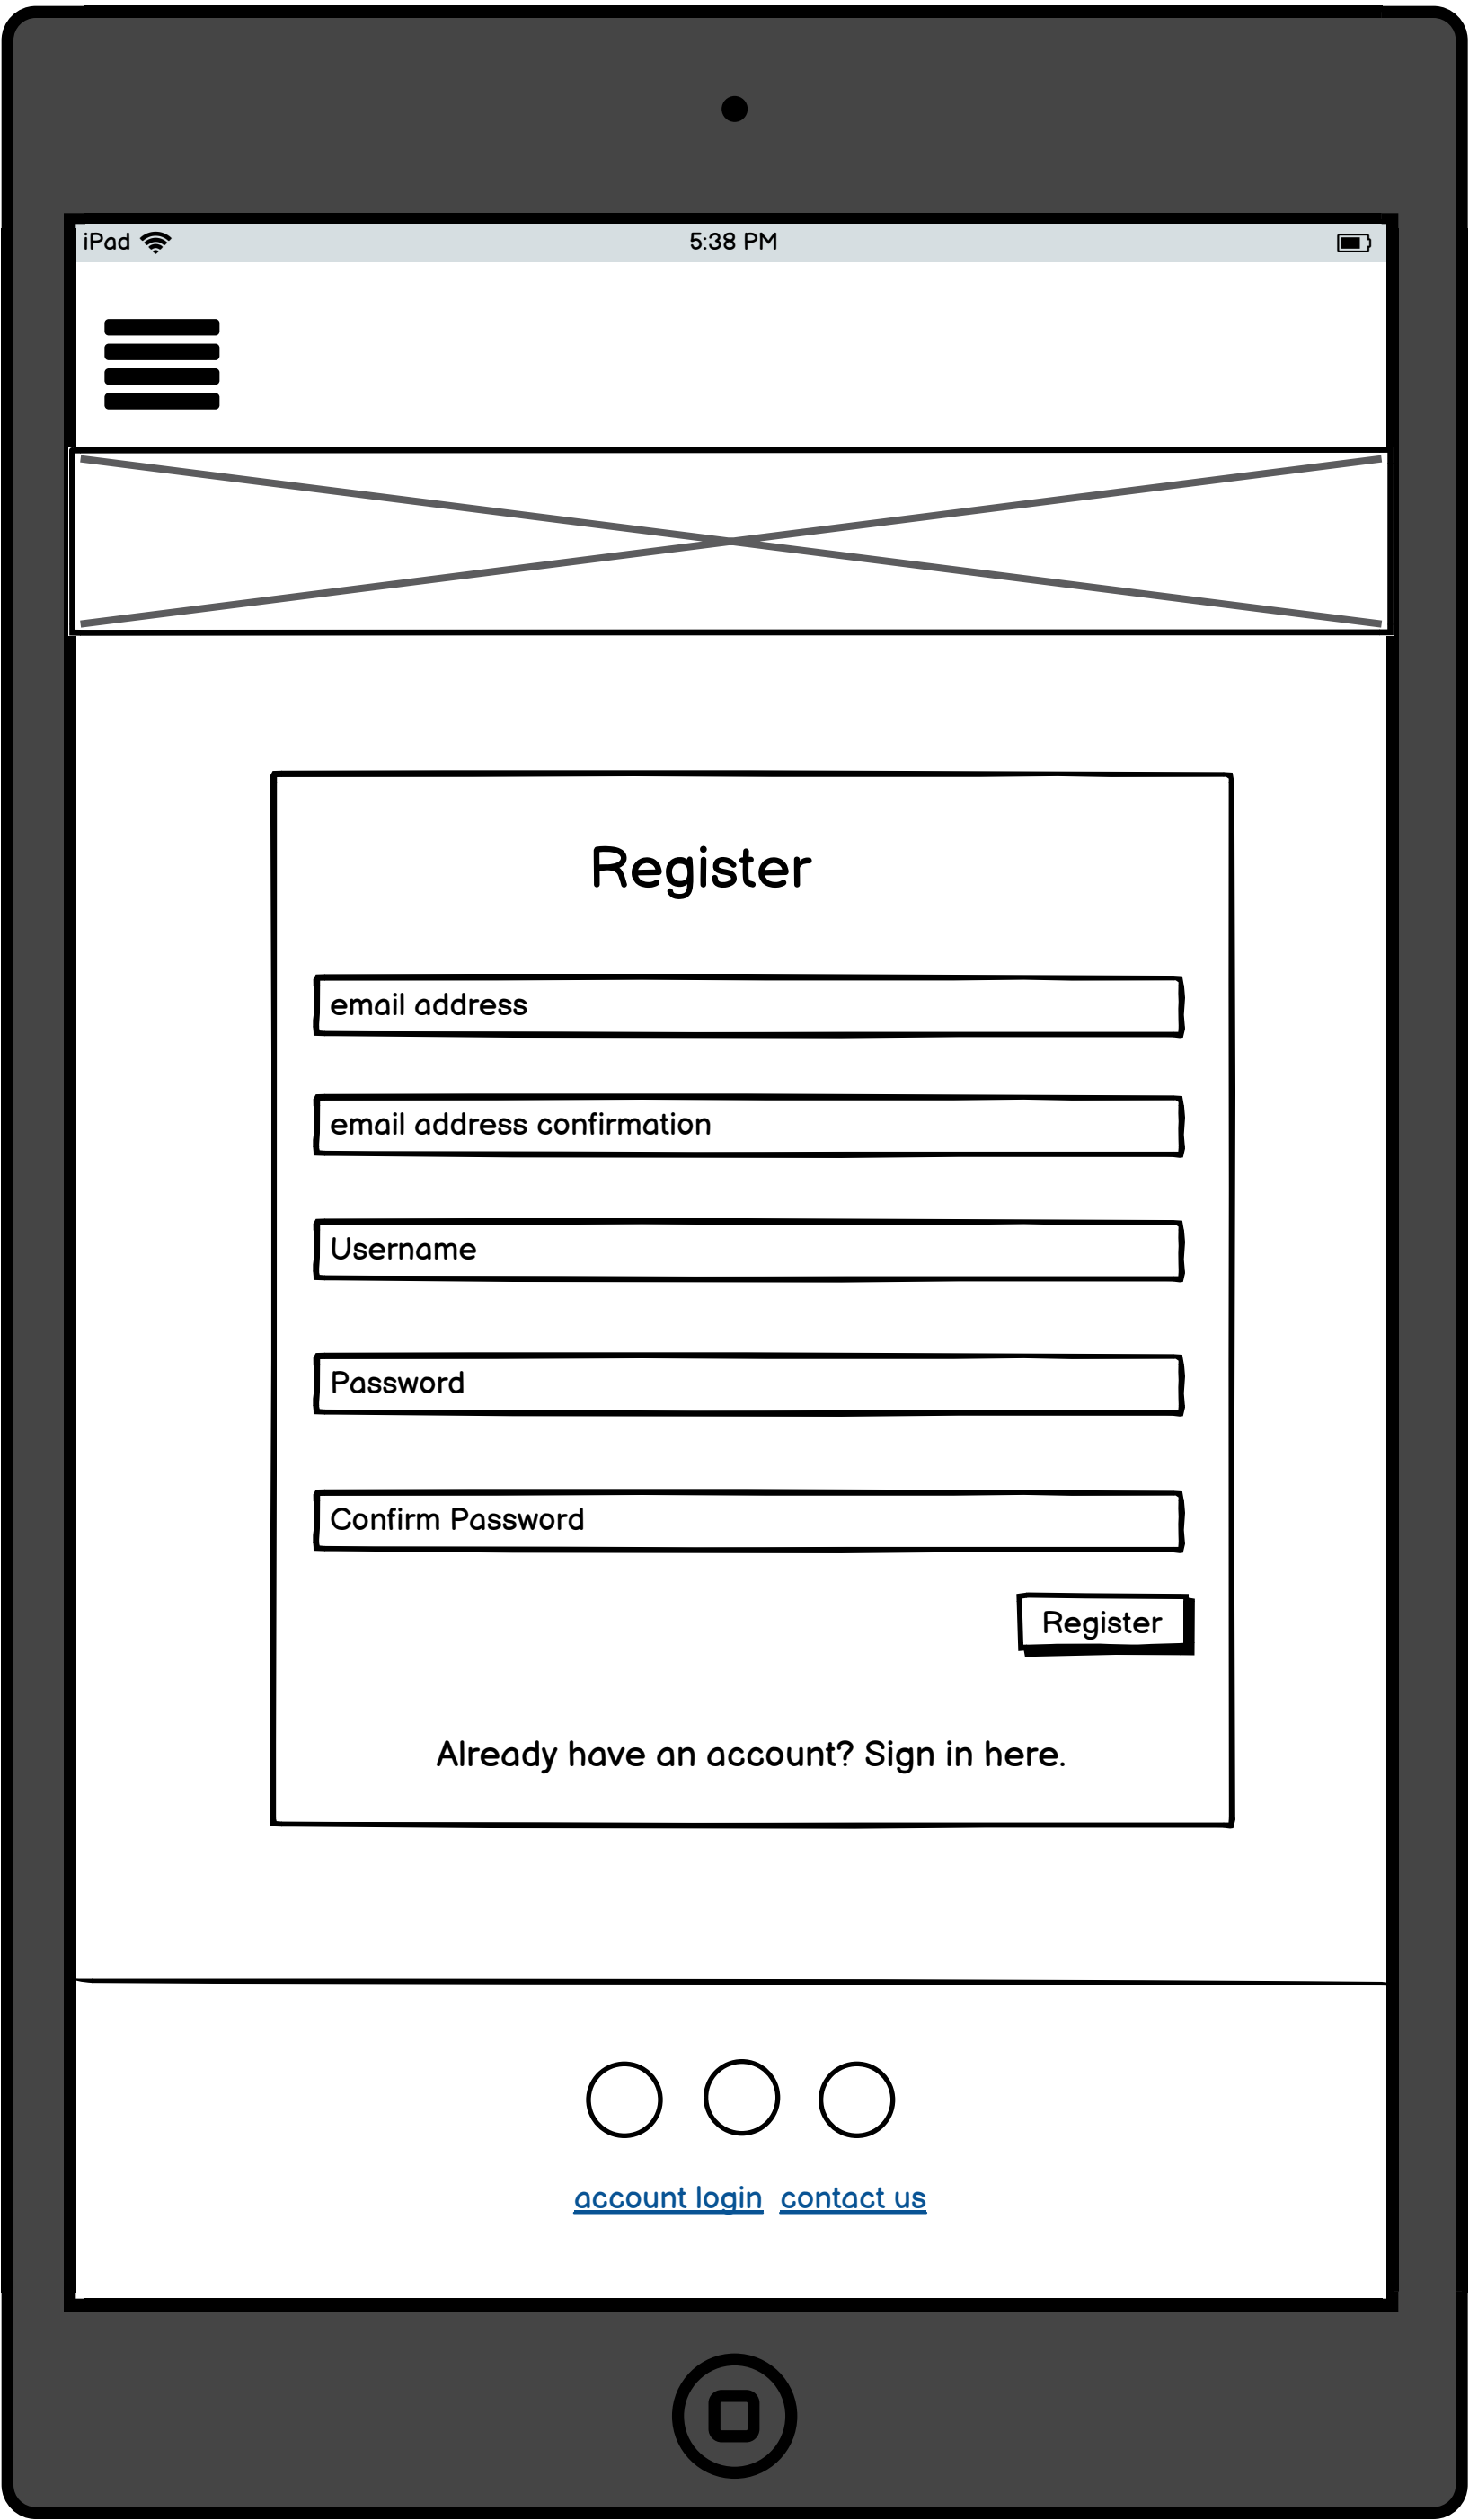 iPad 5:38 PM
Register
email address
email address confirmation
Username
Password
Confirm Password
Register
Already have an account? Sign in here.
account login contact us